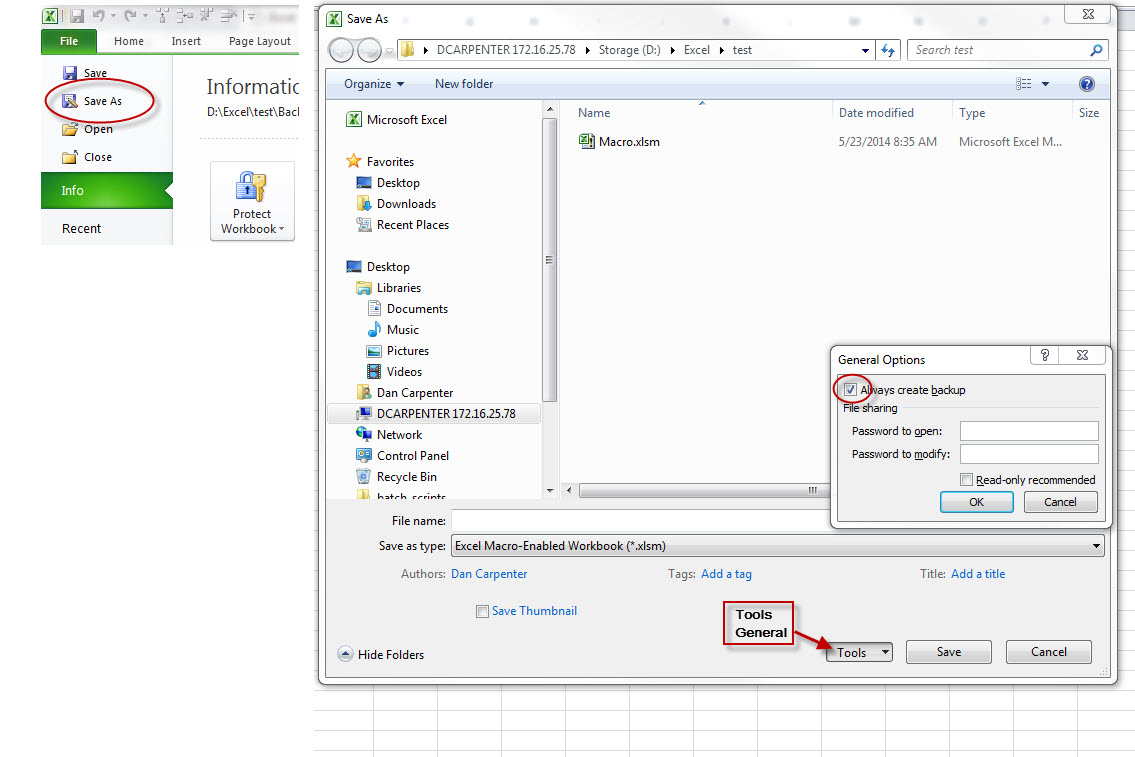 File Home Insert Page Layout
Save
Save As
Open
Close
Info
Recent
D:\Excel\test\Bacl
Protect
Workbook
Save As
DCARPENTER 172.16.25.78 Storage (D:) Excel test
Search test
Organize New folder
Microsoft Excel
Favorites
Desktop
Downloads
Recent Places
Desktop
Libraries
Documents
Music
Pictures
Videos
Dan Carpenter
DCARPENTER 172.16.25.78
Network
Control Panel
Recycle Bin
batch_scripts
Name Date modified Type Size
Macro.xlsm 5/23/2014 8:35 AM Microsoft Excel M...
General Options
Always create backup
File sharing
Password to open:
Password to modify:
Read-only recommended
OK Cancel
File name:
Save as type: Excel Macro-Enabled Workbook (*.xlsm)
Authors: Dan Carpenter Tags: Add a tag Title: Add a title
Save Thumbnail
Tools
General
Hide Folders Tools Save Cancel